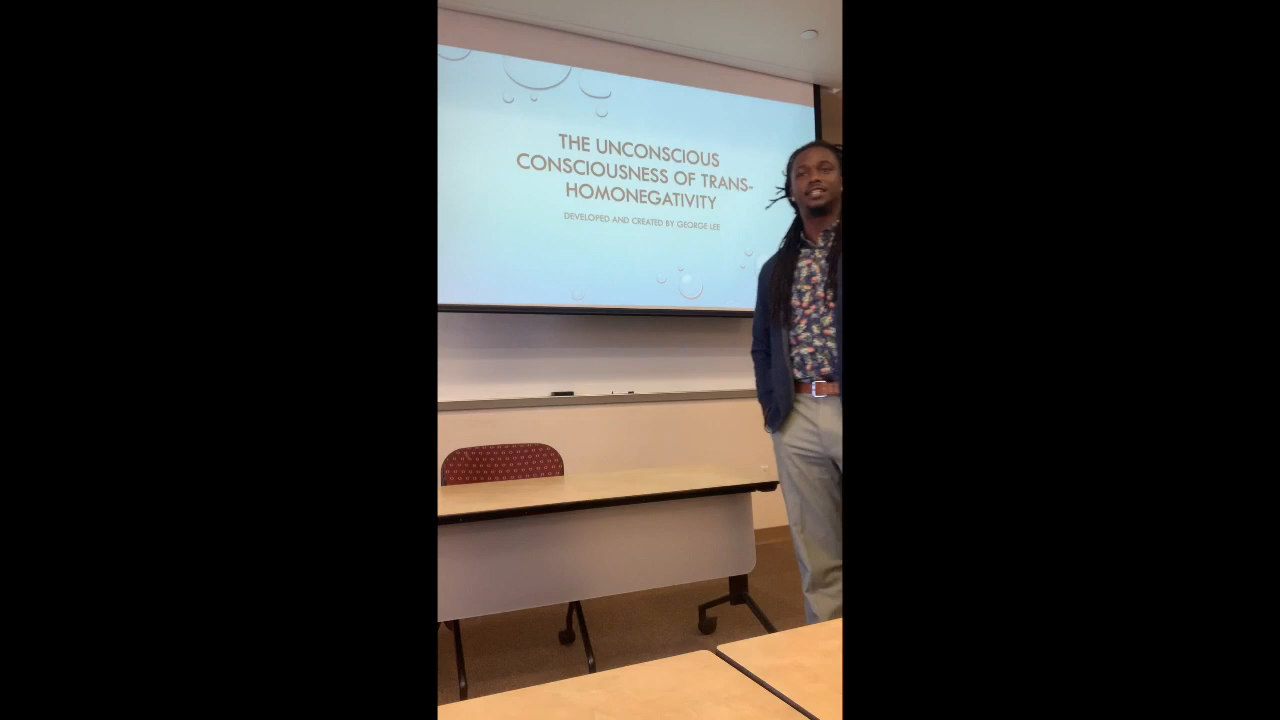 THE UNCONSCIOUS
CONSCIOUSNESS OF TRANS-
HOMONEGATIVITY
DEVELOPED AND CREATED BY GEORGE LEE